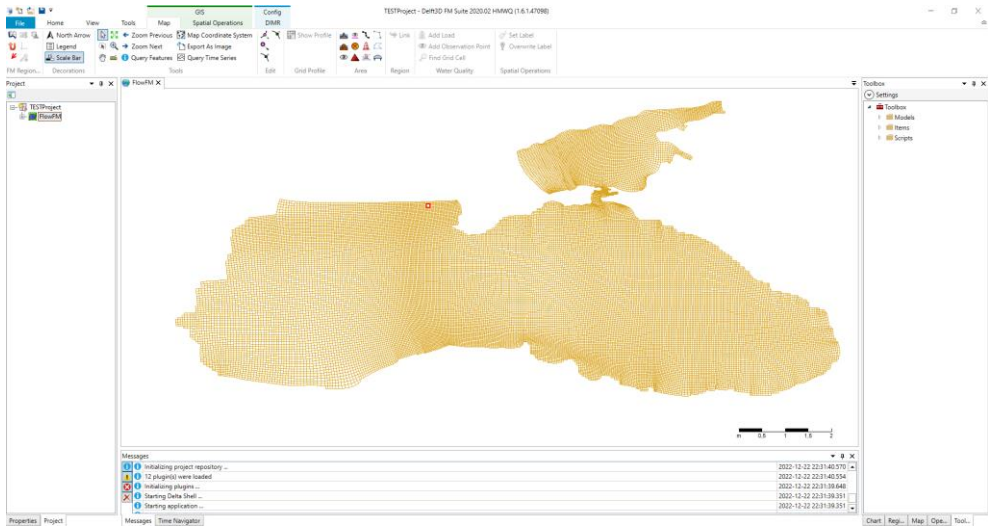 GIS Config TESTProject - Delft3D FM Suite 2020.02 HMWQ (1.6.1.47098)
File Home View Tools Map Spatial Operations DIMR
North Arrow Zoom Previous Map Coordinate System Show Profile Link Add Load Set Label
Legend Zoom Next Export As Image Add Observation Point Overwrite Label
Scale Bar Query Features Query Time Series Find Grid Cell
FM Region... Decorations Tools Edit Grid Profile Area Region Water Quality Spatial Operations
Project FlowFM Toolbox
Settings
TESTProject Toolbox
FlowFM Models
Items
Scripts
m 0.5 1 1.5 2
Messages
Initializing project repository ... 2022-12-22 22:31:40.570
12 plugin(s) were loaded 2022-12-22 22:31:40.554
Initializing plugins ... 2022-12-22 22:31:39.648
Starting Delta Shell ... 2022-12-22 22:31:39.351
Starting application ... 2022-12-22 22:31:39.351
Properties Project Messages Time Navigator Chart Regi... Map Ope... Tool...